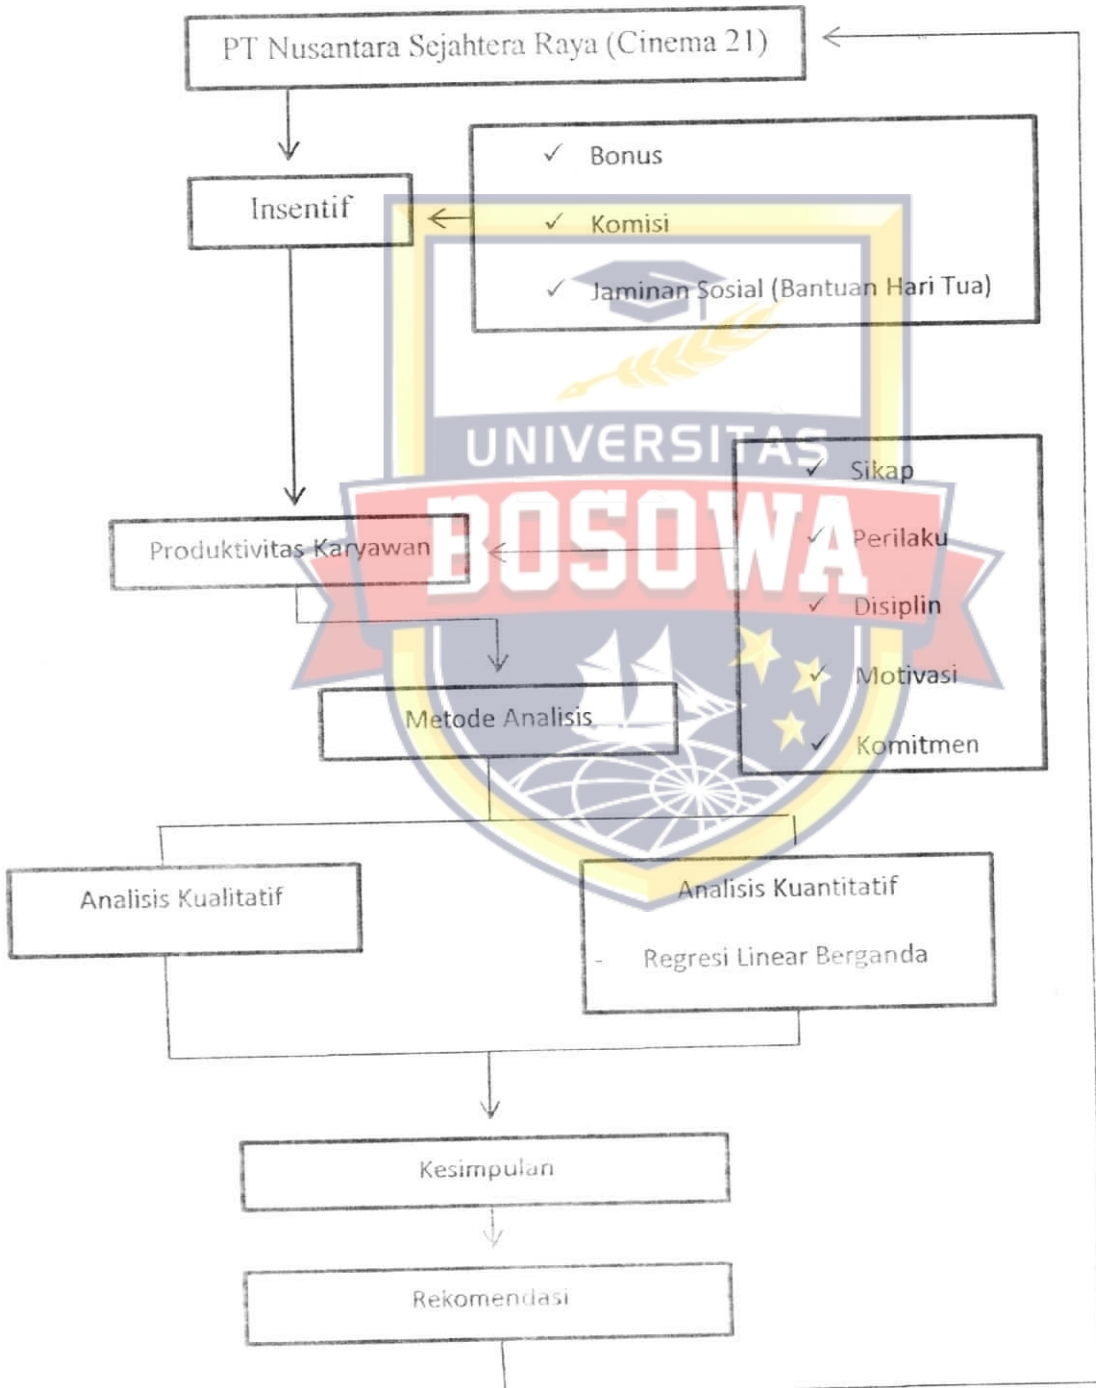 PT Nusantara Sejahtera Raya (Cinema 21)
✓ Bonus
Insentif
✓ Komisi
✓ Jaminan Sosial (Bantuan Hari Tua)
UNIVERSITAS
BOSOWA
✓ Sikap
Produktivitas Karyawan
✓ Perilaku
✓ Disiplin
✓ Motivasi
✓ Komitmen
Metode Analisis
Analisis Kualitatif
Analisis Kuantitatif
- Regresi Linear Berganda
Kesimpulan
Rekomendasi